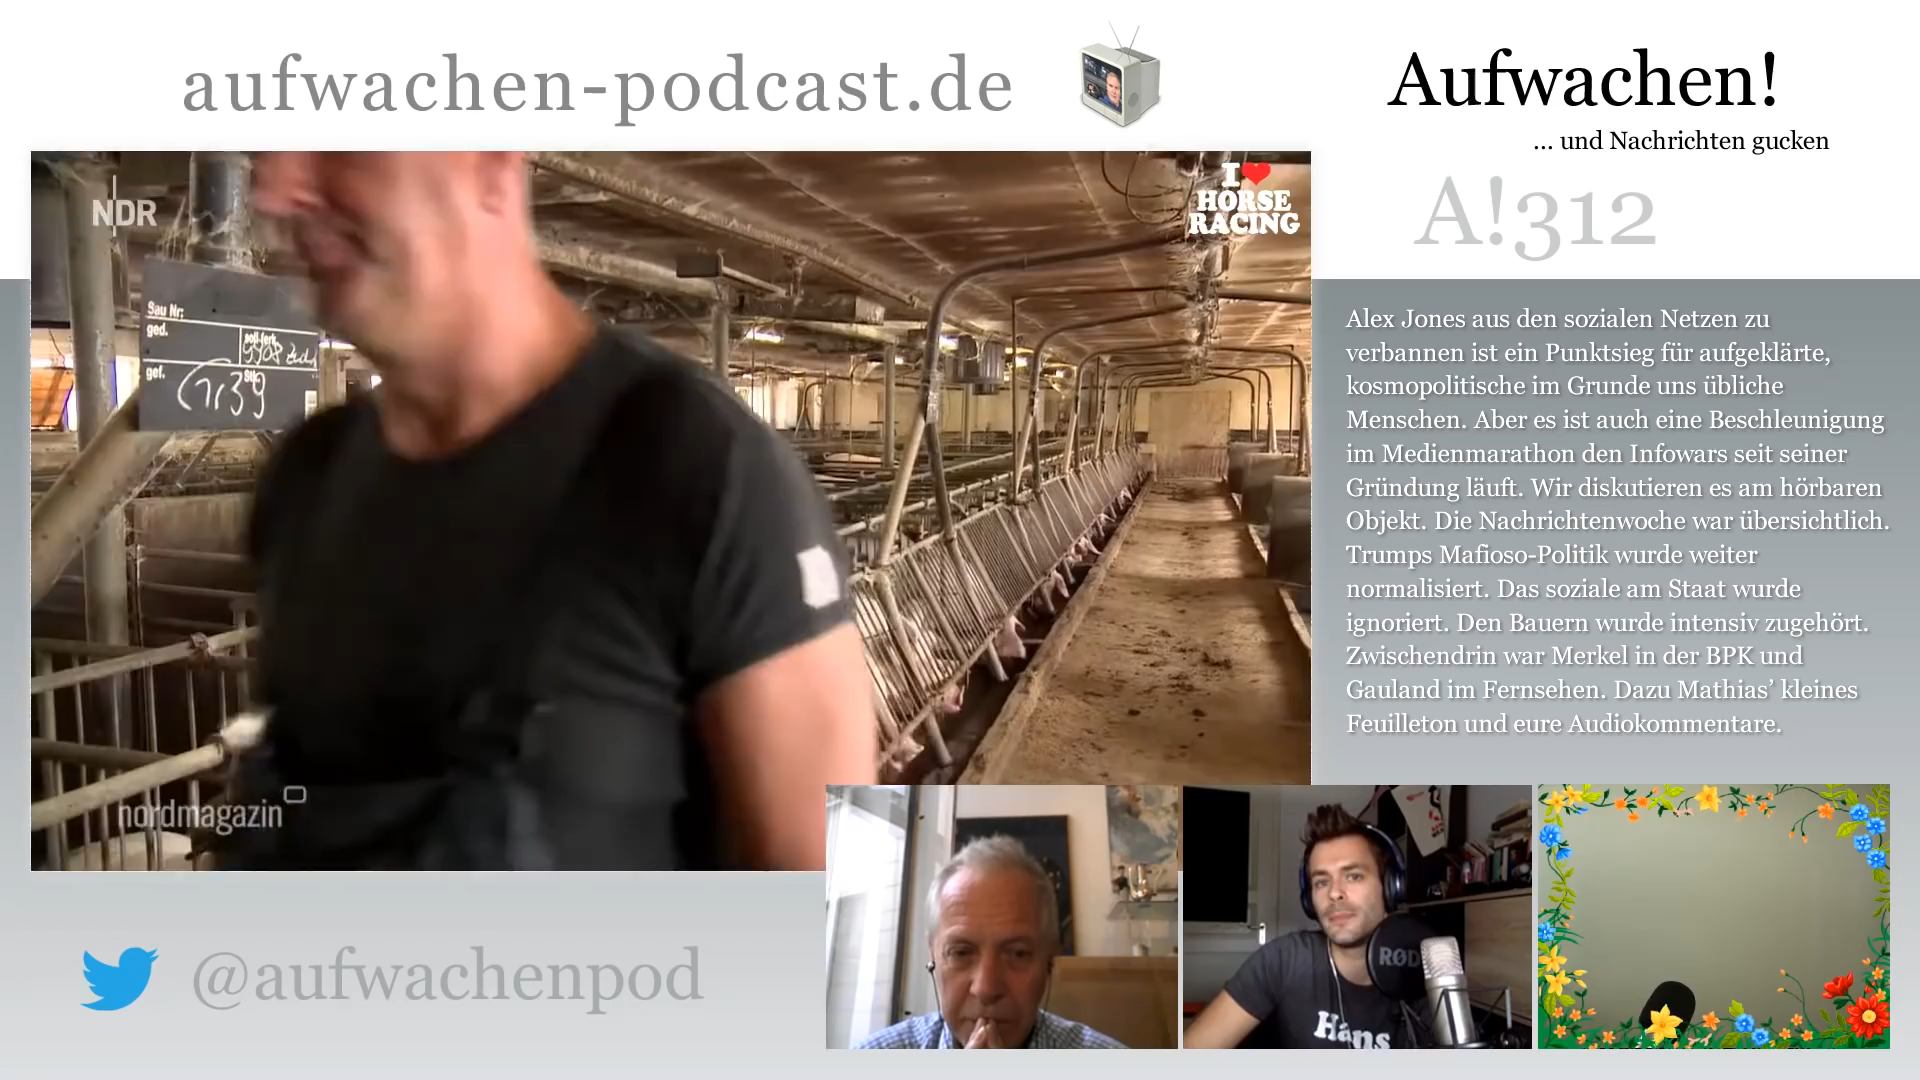 aufwachen-podcast.de
Aufwachen!
... und Nachrichten gucken
A!312
NDR
I
HORSE
RACING
Sau Nr:
ged.
gef.
nordmagazin
Alex Jones aus den sozialen Netzen zu
verbannen ist ein Punktsieg für aufgeklärte,
kosmopolitische im Grunde uns übliche
Menschen. Aber es ist auch eine Beschleunigung
im Medienmarathon den Infowars seit seiner
Gründung läuft. Wir diskutieren es am hörbaren
Objekt. Die Nachrichtenwoche war übersichtlich.
Trumps Mafioso-Politik wurde weiter
normalisiert. Das soziale am Staat wurde
ignoriert. Den Bauern wurde intensiv zugehört.
Zwischendrin war Merkel in der BPK und
Gauland im Fernsehen. Dazu Mathias’ kleines
Feuilleton und eure Audiokommentare.
RØD
Hans
@aufwachenpod